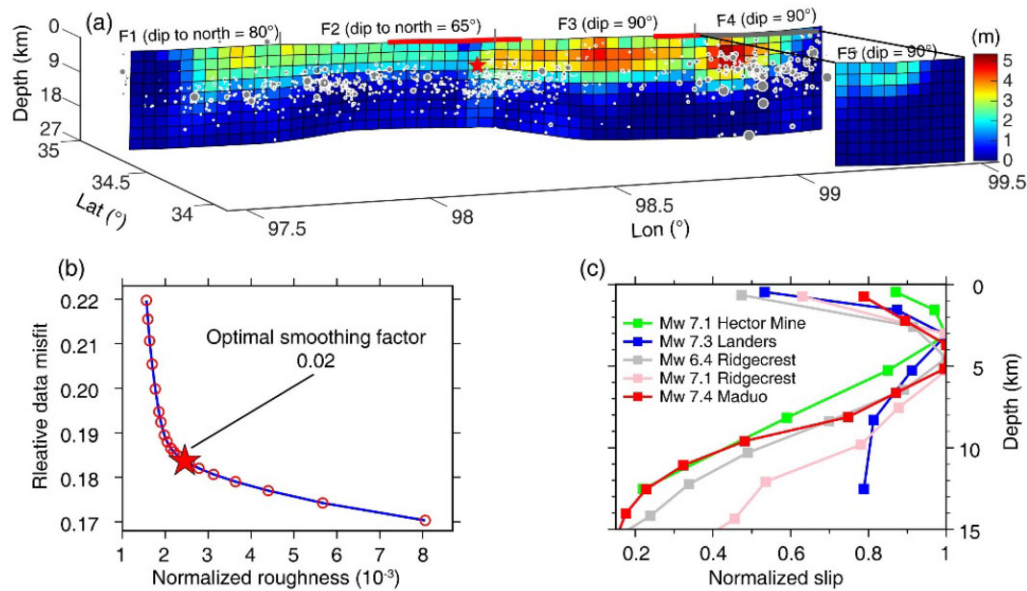 (a)
F1 (dip to north = 80°)
F2 (dip to north = 65°)
F3 (dip = 90°)
F4 (dip = 90°)
F5 (dip = 90°)
(m)
5
4
3
2
1
0
Depth (km)
0
9
18
27
35
34.5
34
Lat (°)
97.5
98
98.5
99
99.5
Lon (°)
(b)
0.22
0.21
0.20
0.19
0.18
0.17
Rleative data misfit
Optimal smoothing factor
0.02
1 2 3 4 5 6 7 8
Normalized roughness (10⁻³)
(c)
Mw 7.1 Hector Mine
Mw 7.3 Landers
Mw 6.4 Ridgecrest
Mw 7.1 Ridgecrest
Mw 7.4 Maduo
0
5
10
15
Depth (km)
0.2 0.4 0.6 0.8 1
Normalized slip